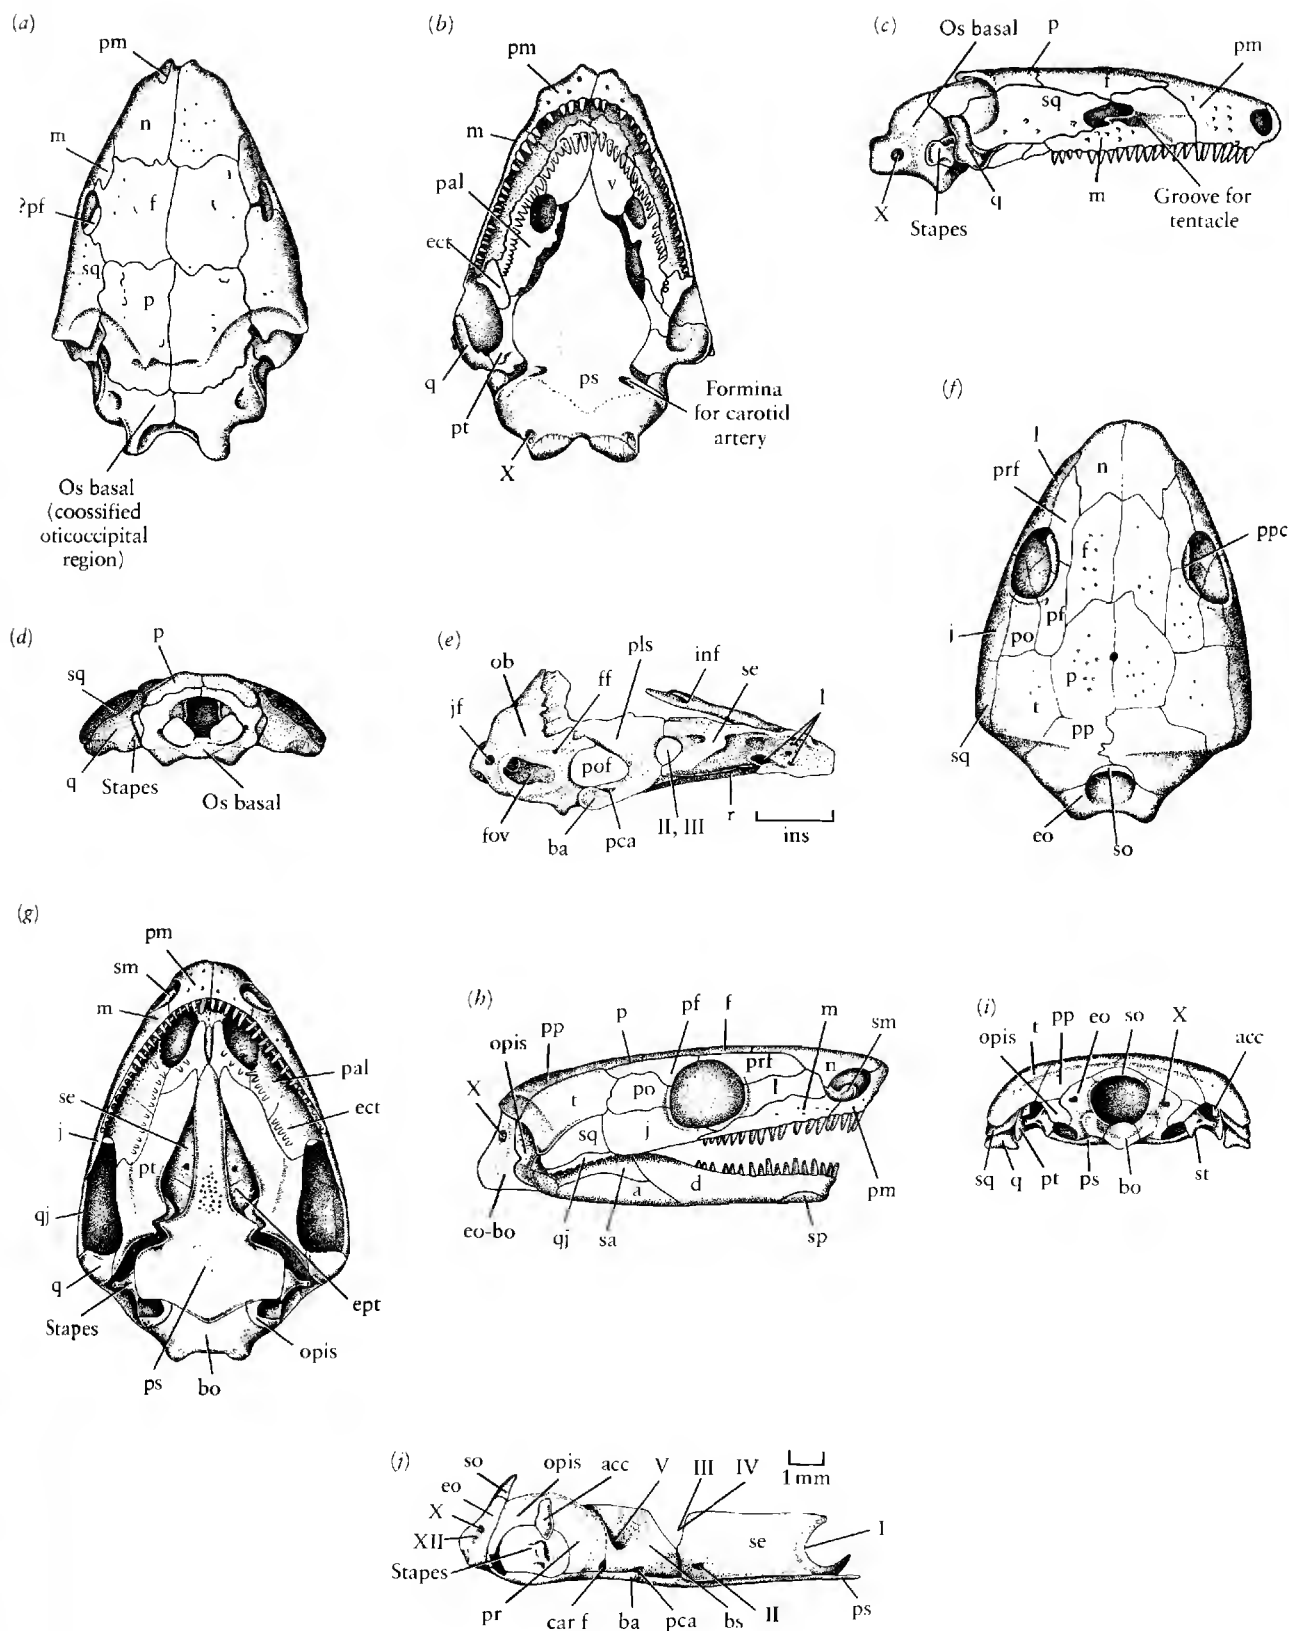 (a)
pm
n
m
?pf
f
sq
p
Os basal
(coossified
oticoccipital
region)
(b)
pm
m
pal
v
ect
q
pt
ps
X
Formina
for carotid
artery
(c)
Os basal
p
pm
f
sq
X
Stapes
q
m
Groove for
tentacle
(d)
p
sq
q
Stapes
Os basal
(e)
ob
jf
ff
pls
inf
se
I
pof
fov
ba
pca
II, III
r
ins
(f)
l
prf
n
f
ppc
j
po
pf
p
t
pp
sq
eo
so
(g)
pm
sm
m
pal
se
ect
j
pt
qj
q
Stapes
ept
opis
ps
bo
(h)
opis
pp
p
pf
f
m
sm
prf
n
X
t
po
l
sq
j
a
d
pm
eo-bo
qj
sa
sp
(i)
opis
t
pp
eo
so
X
acc
sq
q
pt
ps
bo
st
(j)
so
opis
acc
V
III
IV
1 mm
eo
X
XII
se
I
Stapes
pr
car f
ba
pca
bs
II
ps